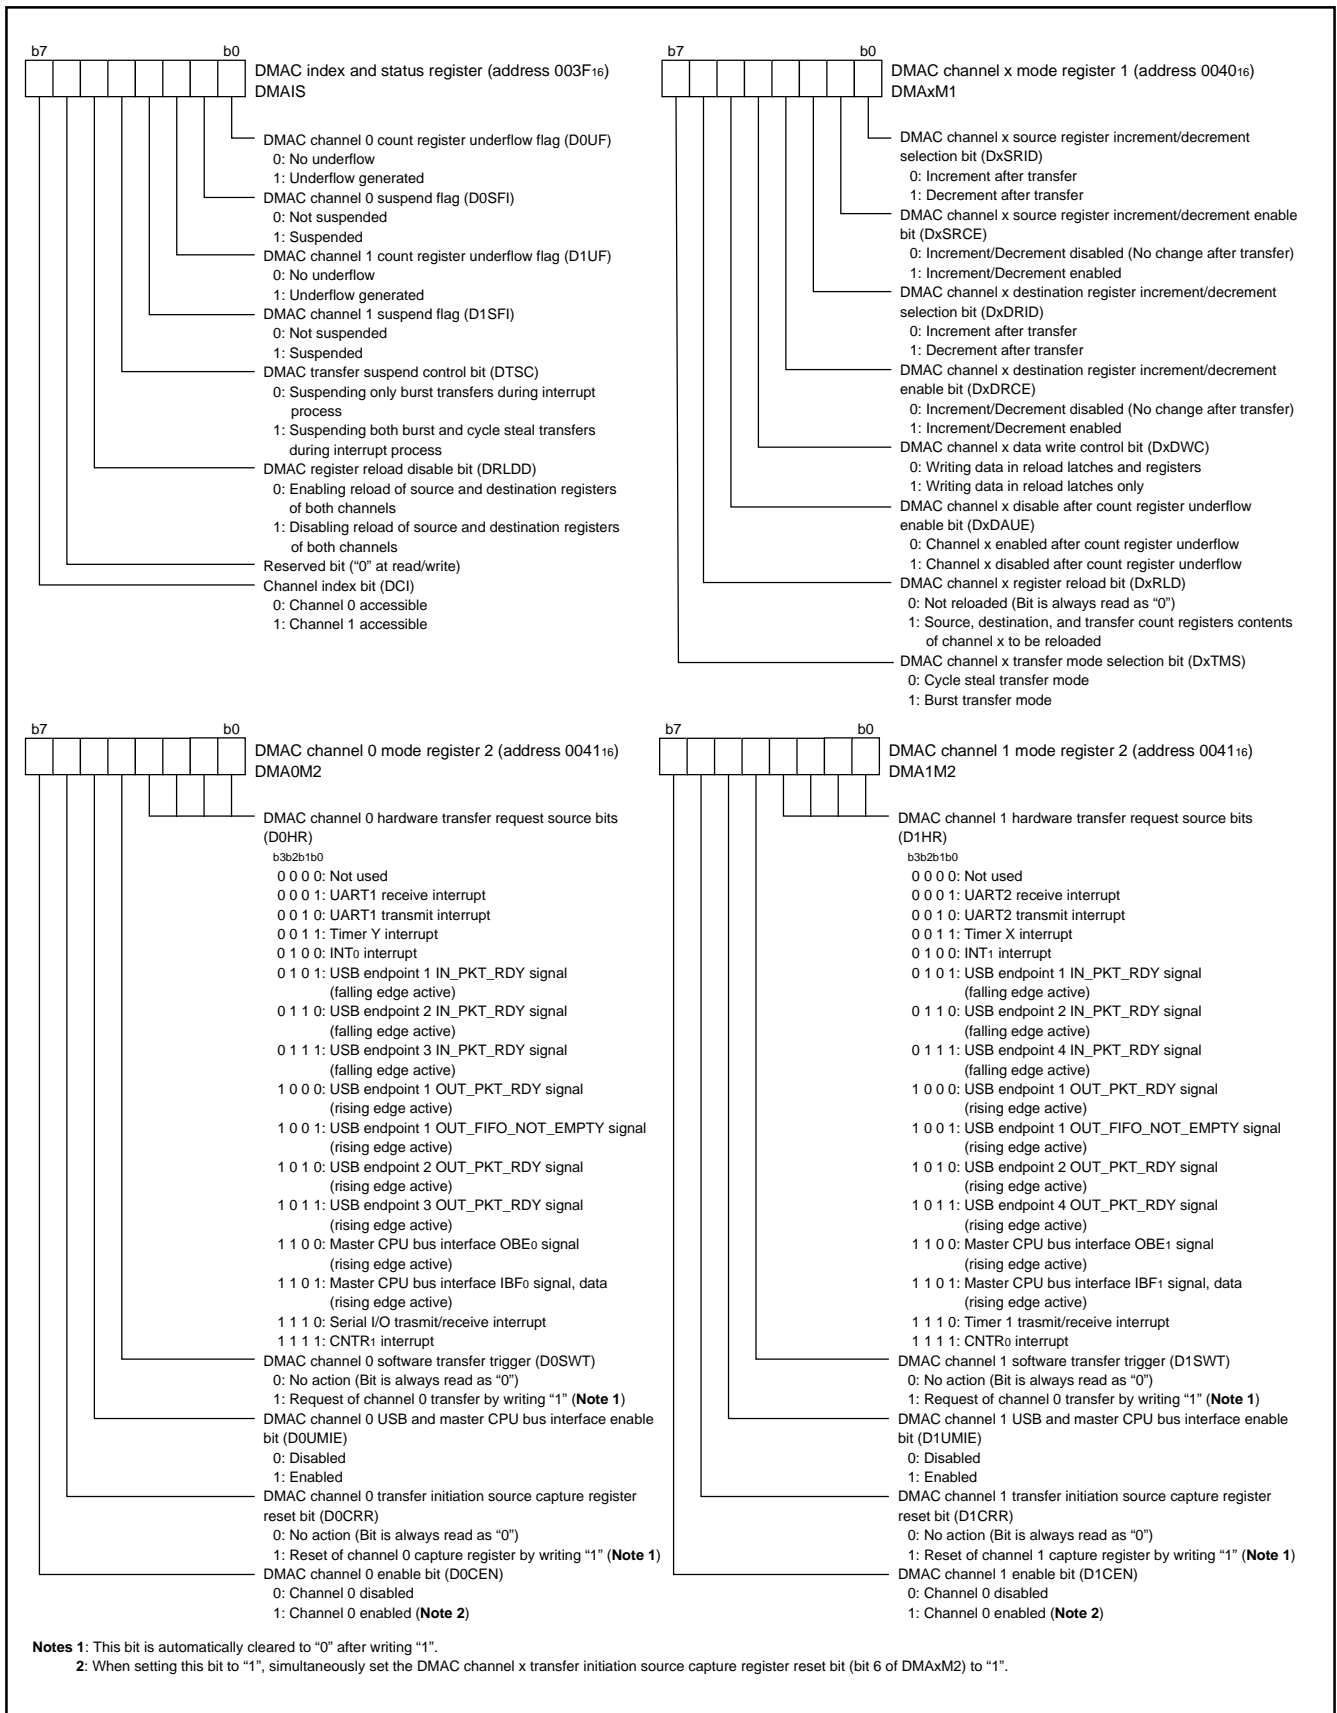 b7 b0
DMAC index and status register (address 003F16)
DMAIS
DMAC channel 0 count register underflow flag (D0UF)
0: No underflow
1: Underflow generated
DMAC channel 0 suspend flag (D0SFI)
0: Not suspended
1: Suspended
DMAC channel 1 count register underflow flag (D1UF)
0: No underflow
1: Underflow generated
DMAC channel 1 suspend flag (D1SFI)
0: Not suspended
1: Suspended
DMAC transfer suspend control bit (DTSC)
0: Suspending only burst transfers during interrupt
process
1: Suspending both burst and cycle steal transfers
during interrupt process
DMAC register reload disable bit (DRLDD)
0: Enabling reload of source and destination registers
of both channels
1: Disabling reload of source and destination registers
of both channels
Reserved bit (“0” at read/write)
Channel index bit (DCI)
0: Channel 0 accessible
1: Channel 1 accessible
b7 b0
DMAC channel x mode register 1 (address 004016)
DMAxM1
DMAC channel x source register increment/decrement
selection bit (DxSRID)
0: Increment after transfer
1: Decrement after transfer
DMAC channel x source register increment/decrement enable
bit (DxSRCE)
0: Increment/Decrement disabled (No change after transfer)
1: Increment/Decrement enabled
DMAC channel x destination register increment/decrement
selection bit (DxDRID)
0: Increment after transfer
1: Decrement after transfer
DMAC channel x destination register increment/decrement
enable bit (DxDRCE)
0: Increment/Decrement disabled (No change after transfer)
1: Increment/Decrement enabled
DMAC channel x data write control bit (DxDWC)
0: Writing data in reload latches and registers
1: Writing data in reload latches only
DMAC channel x disable after count register underflow
enable bit (DxDAUE)
0: Channel x enabled after count register underflow
1: Channel x disabled after count register underflow
DMAC channel x register reload bit (DxRLD)
0: Not reloaded (Bit is always read as “0”)
1: Source, destination, and transfer count registers contents
of channel x to be reloaded
DMAC channel x transfer mode selection bit (DxTMS)
0: Cycle steal transfer mode
1: Burst transfer mode
b7 b0
DMAC channel 0 mode register 2 (address 004116)
DMA0M2
DMAC channel 0 hardware transfer request source bits
(D0HR)
b3b2b1b0
0 0 0 0: Not used
0 0 0 1: UART1 receive interrupt
0 0 1 0: UART1 transmit interrupt
0 0 1 1: Timer Y interrupt
0 1 0 0: INT0 interrupt
0 1 0 1: USB endpoint 1 IN_PKT_RDY signal
(falling edge active)
0 1 1 0: USB endpoint 2 IN_PKT_RDY signal
(falling edge active)
0 1 1 1: USB endpoint 3 IN_PKT_RDY signal
(falling edge active)
1 0 0 0: USB endpoint 1 OUT_PKT_RDY signal
(rising edge active)
1 0 0 1: USB endpoint 1 OUT_FIFO_NOT_EMPTY signal
(rising edge active)
1 0 1 0: USB endpoint 2 OUT_PKT_RDY signal
(rising edge active)
1 0 1 1: USB endpoint 3 OUT_PKT_RDY signal
(rising edge active)
1 1 0 0: Master CPU bus interface OBE0 signal
(rising edge active)
1 1 0 1: Master CPU bus interface IBF0 signal, data
(rising edge active)
1 1 1 0: Serial I/O trasmit/receive interrupt
1 1 1 1: CNTR1 interrupt
DMAC channel 0 software transfer trigger (D0SWT)
0: No action (Bit is always read as “0”)
1: Request of channel 0 transfer by writing “1” (Note 1)
DMAC channel 0 USB and master CPU bus interface enable
bit (D0UMIE)
0: Disabled
1: Enabled
DMAC channel 0 transfer initiation source capture register
reset bit (D0CRR)
0: No action (Bit is always read as “0”)
1: Reset of channel 0 capture register by writing “1” (Note 1)
DMAC channel 0 enable bit (D0CEN)
0: Channel 0 disabled
1: Channel 0 enabled (Note 2)
b7 b0
DMAC channel 1 mode register 2 (address 004116)
DMA1M2
DMAC channel 1 hardware transfer request source bits
(D1HR)
b3b2b1b0
0 0 0 0: Not used
0 0 0 1: UART2 receive interrupt
0 0 1 0: UART2 transmit interrupt
0 0 1 1: Timer X interrupt
0 1 0 0: INT1 interrupt
0 1 0 1: USB endpoint 1 IN_PKT_RDY signal
(falling edge active)
0 1 1 0: USB endpoint 2 IN_PKT_RDY signal
(falling edge active)
0 1 1 1: USB endpoint 4 IN_PKT_RDY signal
(falling edge active)
1 0 0 0: USB endpoint 1 OUT_PKT_RDY signal
(rising edge active)
1 0 0 1: USB endpoint 1 OUT_FIFO_NOT_EMPTY signal
(rising edge active)
1 0 1 0: USB endpoint 2 OUT_PKT_RDY signal
(rising edge active)
1 0 1 1: USB endpoint 4 OUT_PKT_RDY signal
(rising edge active)
1 1 0 0: Master CPU bus interface OBE1 signal
(rising edge active)
1 1 0 1: Master CPU bus interface IBF1 signal, data
(rising edge active)
1 1 1 0: Timer 1 trasmit/receive interrupt
1 1 1 1: CNTR0 interrupt
DMAC channel 1 software transfer trigger (D1SWT)
0: No action (Bit is always read as “0”)
1: Request of channel 0 transfer by writing “1” (Note 1)
DMAC channel 1 USB and master CPU bus interface enable
bit (D1UMIE)
0: Disabled
1: Enabled
DMAC channel 1 transfer initiation source capture register
reset bit (D1CRR)
0: No action (Bit is always read as “0”)
1: Reset of channel 1 capture register by writing “1” (Note 1)
DMAC channel 1 enable bit (D1CEN)
0: Channel 0 disabled
1: Channel 0 enabled (Note 2)
Notes 1: This bit is automatically cleared to “0” after writing “1”.
2: When setting this bit to “1”, simultaneously set the DMAC channel x transfer initiation source capture register reset bit (bit 6 of DMAxM2) to “1”.